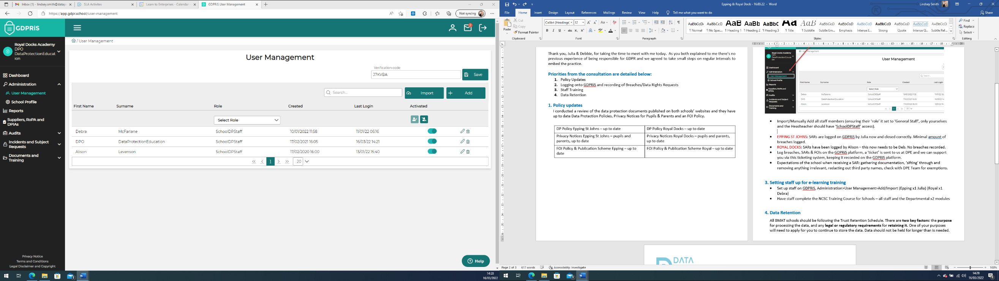 Inbox (1) - lindsey.smith@datap
SLA Activites
Learn to Enterprises - Calendar
GDPRiS User Management
https://app.gdpr.school/user-management
Not syncing
GDPRiS
2
Royal Docks Academy
DPO
DataProtectionEducat
ion
Dashboard
Administration
User Management
School Profile
Reports
Suppliers, RoPA and
DPIAs
Audits
Incidents and Subject
Requests
Documents and
Training
Privacy Notice
Terms and Conditions
Legal Disclaimer and Copyright
/ User Management
User Management
Verification code
J7KVBA
Save
Search...
Import
Add
First Name Surname Role Created Last Login Activated
Select Role
Debra McFarlane SchoolDPStaff 10/01/2022 11:58 11/01/22 06:16
DPO DataProtectionEducation SchoolDPStaff 17/02/2021 16:05 16/03/22 14:21
Alison Levenson SchoolDPStaff 17/02/2020 16:00 13/01/22 15:40
1
20
Help
14:28
16/03/2022
Epping & Royal Dock - 16.03.22 - Word
Lindsey Smith
File Home Insert Design Layout References Mailings Review View Help Tell me what you want to do
Share
Paste
Cut
Copy
Format Painter
Clipboard
Calibri (Headings) 12
Font
Paragraph
AaBbCcDc AaBbCcD AaB AaBb AaBbC Aad AaB AaBbCcD AaBbCcD AaBbCcD AaBbCcD AaBbCcD AaBbCcD AaBbCcD
¶ Normal ¶ No Spac... ¶ Heading 1 ¶ Heading 2 ¶ Heading 3 ¶ Title ¶ Subtitle Subtle Em... Emphasis Intense E... Strong Quote Intense Q... Subtle Ref...
Styles
Find
Replace
Select
Editing
Thank you, Julia & Debbie, for taking the time to meet with me today. As you both explained to me there's no
previous experience of being responsible for GDPR and we agreed to take small steps on regular intervals to
embed the practice.
Priorities from the consultation are detailed below:
1. Policy Updates
2. Logging onto GDPRiS and recording of Breaches/Data Rights Requests
3. Staff Training
4. Data Retention
1. Policy updates
I conducted a review of the data protection documents published on both schools' websites and they have
up to date Data Protection Policies, Privacy Notices for Pupils & Parents and an FOI Policy.
DP Policy Epping St Johns – up to date
DP Policy Royal Docks – up to date
Privacy Notices Epping St Johns – pupils and
parents, up to date
Privacy Notices Royal Docks – pupils and parents,
up to date
FOI Policy & Publication Scheme Epping – up to
date
FOI Policy & Publication Scheme Royal – up to date
User Management
• Import/Manually Add all staff members (ensuring their 'role' it set to 'General Staff', only yourselves
and the Headteacher should have 'SchoolDPStaff' access).
• EPPING ST JOHNS: SARs are logged on GDPRiS by Julia now and closed correctly. Minimal amount of
breaches logged.
• ROYAL DOCKS: SARs have been logged by Alison – this now needs to be Deb. No breaches recorded.
• Log breaches, SARs & FOIs on the GDPRiS platform, a 'ticket' is sent to us at DPE and we can support
you via this ticketing system, keeping it recorded on the GDPRiS platform.
• Expectations of the school when receiving a SAR: gathering documentation, 'sifting' through and
removing anything irrelevant, redacting out third party names, check with DPE Team for exemptions.
3. Setting staff up for e-learning training
• Set up staff on GDPRiS, Administration>User Management>Add/Import (Epping x1 Julia) (Royal x1
Debra)
• Have staff complete the NCSC Training Course for Schools – all staff and the Departmental x2 modules
4. Data Retention
All BMAT schools should be following the Trust Retention Schedule. There are two key factors: the purpose
for processing the data, and any legal or regulatory requirements for retaining it. One of your purposes
will need to apply for you to continue to store the data. Data should not be held for longer than is needed.
DATA
Page 2 of 3 617 words Accessibility: Investigate
100%
14:28
16/03/2022